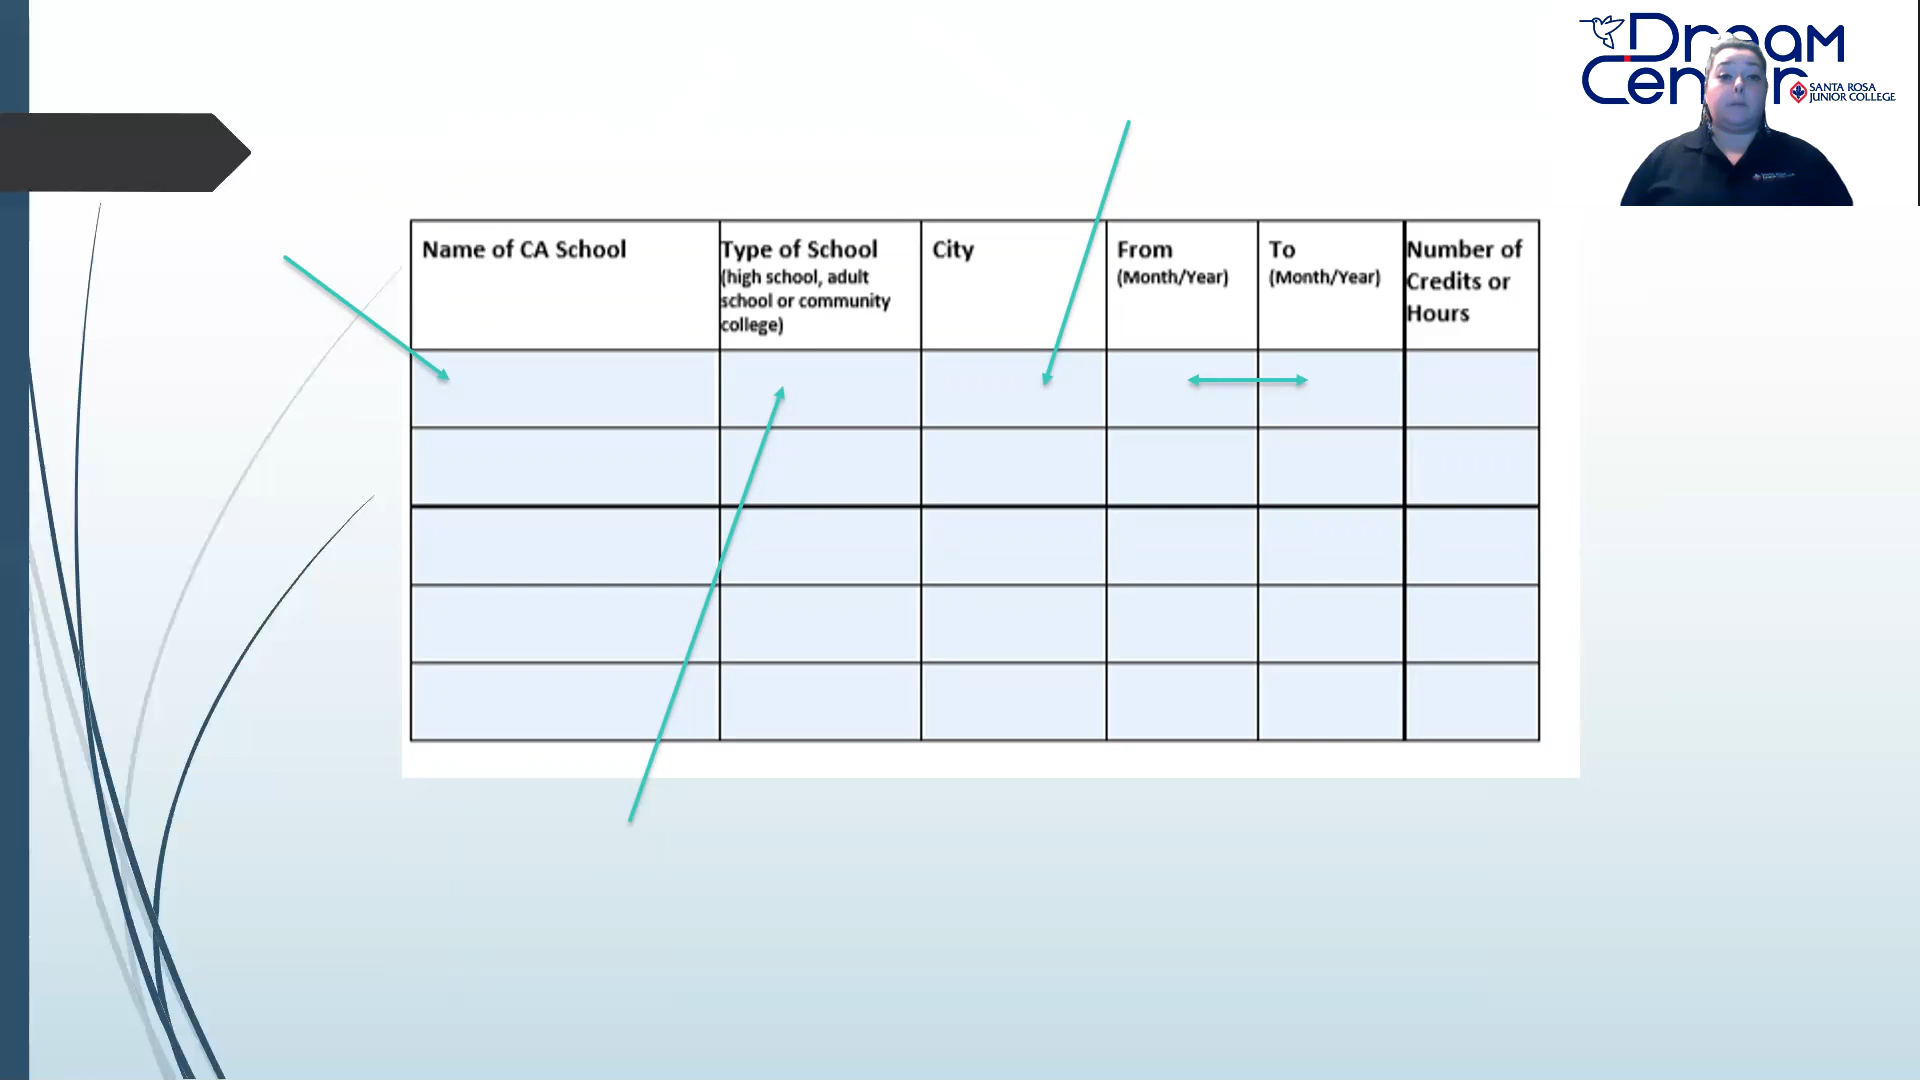 Dream
Center
SANTA ROSA
JUNIOR COLLEGE
Name of CA School
Type of School
(high school, adult
school or community
college)
City
From
(Month/Year)
To
(Month/Year)
Number of
Credits or
Hours